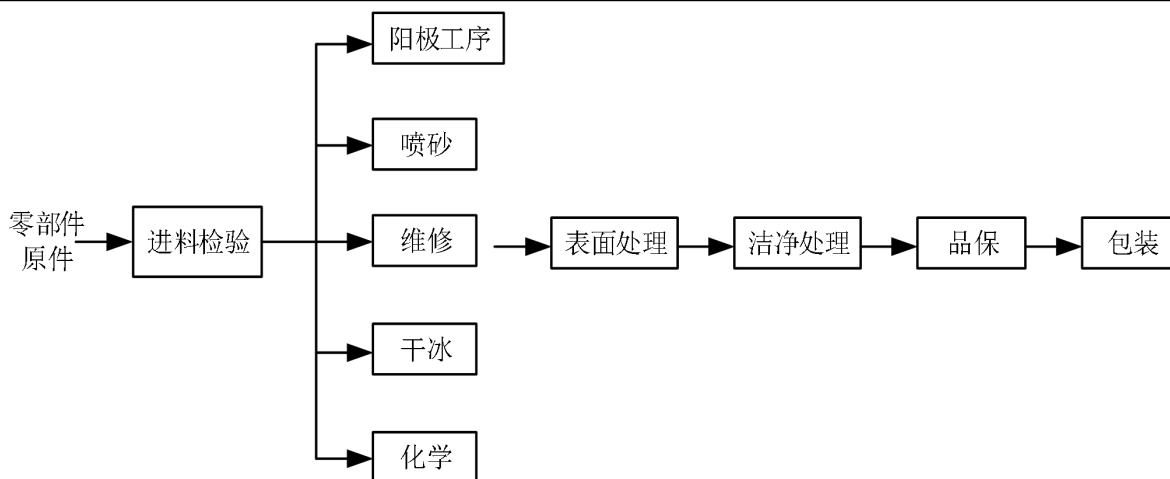 阳极工序
喷砂
零部件
原件
进料检验
维修
表面处理
洁净处理
品保
包装
干冰
化学